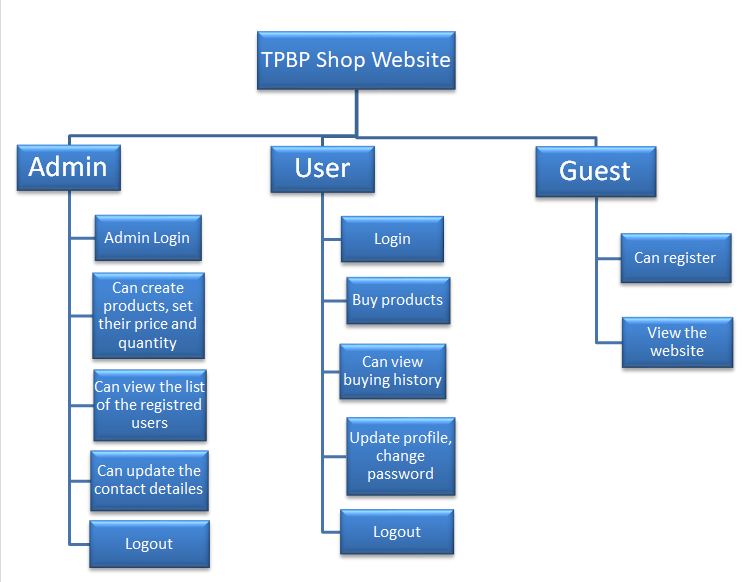 TPBP Shop Website
Admin
Admin Login
Can create
products, set
their price and
quantity
Can view the list
of the registred
users
Can update the
contact detailes
Logout
User
Login
Buy products
Can view
buying history
Update profile,
change
password
Logout
Guest
Can register
View the
website